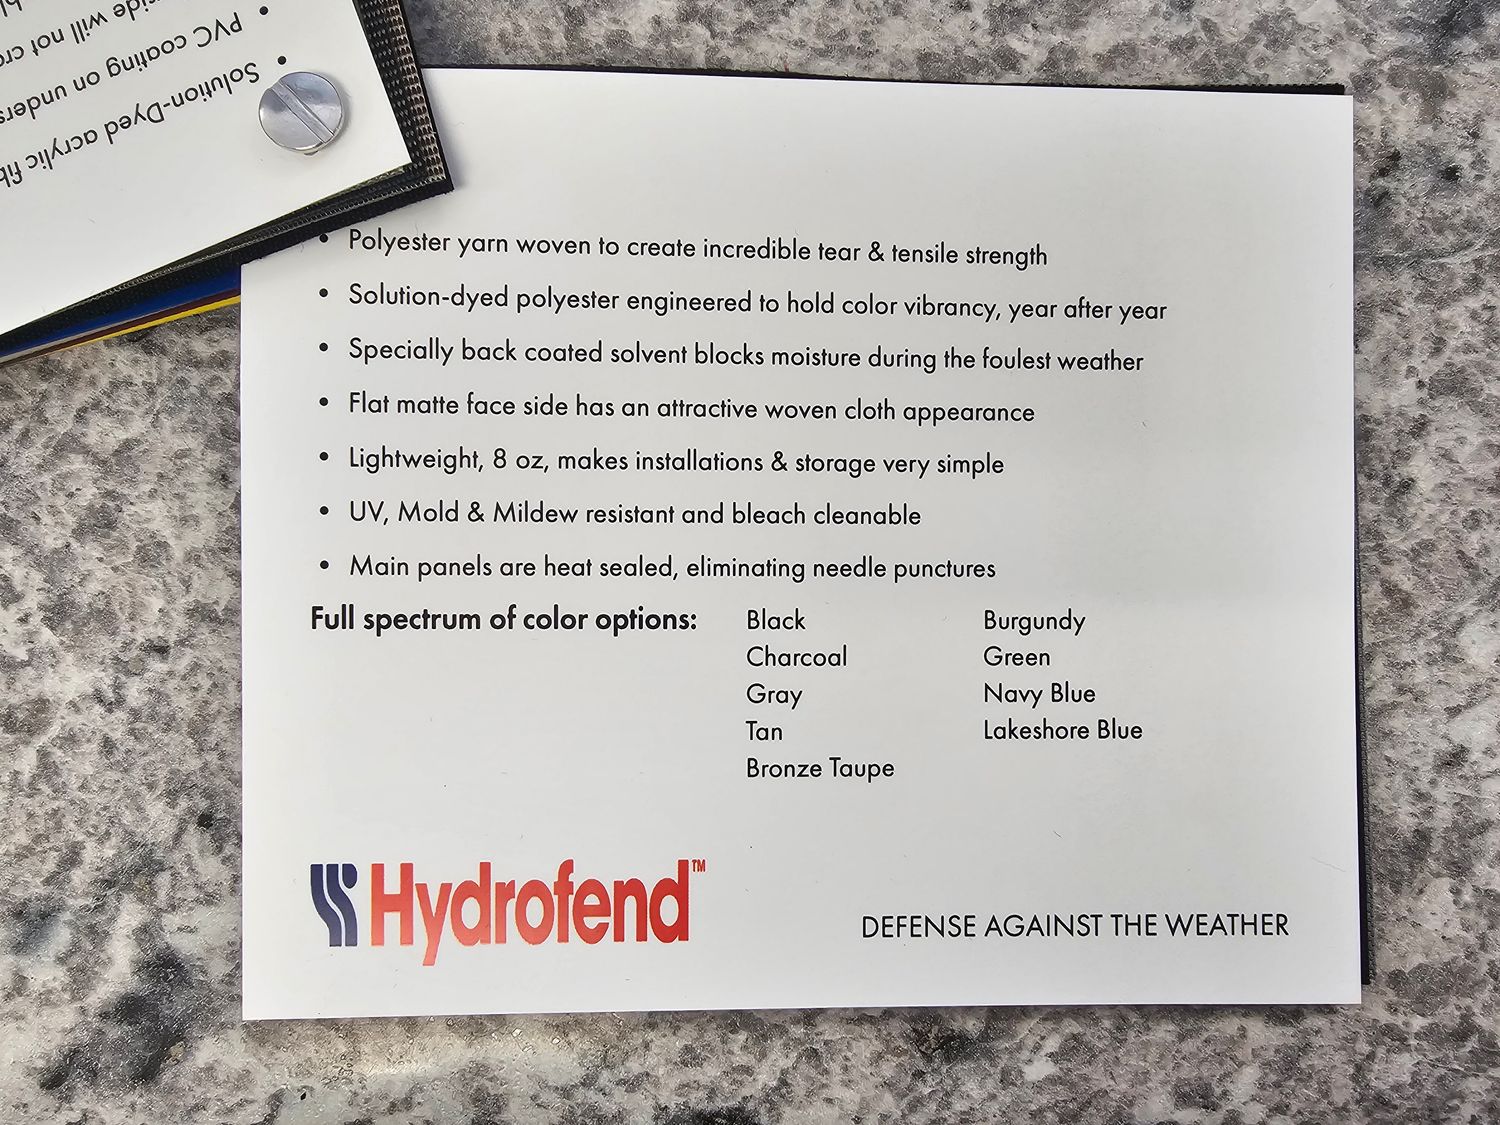 • Solution-Dyed acrylic
• PVC coating on
will not
• Polyester yarn woven to create incredible tear & tensile strength
• Solution-dyed polyester engineered to hold color vibrancy, year after year
• Specially back coated solvent blocks moisture during the foulest weather
• Flat matte face side has an attractive woven cloth appearance
• Lightweight, 8 oz, makes installations & storage very simple
• UV, Mold & Mildew resistant and bleach cleanable
• Main panels are heat sealed, eliminating needle punctures
Full spectrum of color options:
Black
Charcoal
Gray
Tan
Bronze Taupe
Burgundy
Green
Navy Blue
Lakeshore Blue
Hydrofend™
DEFENSE AGAINST THE WEATHER